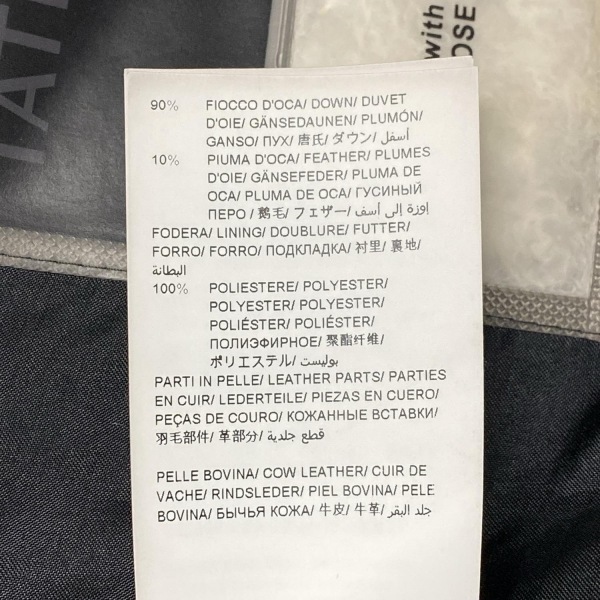 with
OSE
90% FIOCCO D'OCA/ DOWN/ DUVET
D'OIE/ GÄNSEDAUNEN/ PLUMÓN/
GANSO/ ПУХ/ 唐氏/ ダウン/ أسفل/
10% PIUMA D'OCA/ FEATHER/ PLUMES
D'OIE/ GÄNSEFEDER/ PLUMA DE
OCA/ PLUMA DE OCA/ ГУСИНЫЙ
ПЕРО / 鹅毛/ フェザー/ إوزة إلى أسف/
FODERA/ LINING/ DOUBLURE/ FUTTER/
FORRO/ FORRO/ ПОДКЛАДКА/ 衬里/ 裏地/
البطانة
100% POLIESTERE/ POLYESTER/
POLYESTER/ POLYESTER/
POLIÉSTER/ POLIÉSTER/
ПОЛИЭФИРНОЕ/ 聚酯纤维/
ポリエステル/ بوليست/
PARTI IN PELLE/ LEATHER PARTS/ PARTIES
EN CUIR/ LEDERTEILE/ PIEZAS EN CUERO/
PEÇAS DE COURO/ КОЖАННЫЕ ВСТАВКИ/
羽毛部件/ 革部分/ قطع جلدية/
PELLE BOVINA/ COW LEATHER/ CUIR DE
VACHE/ RINDSLEDER/ PIEL BOVINA/ PELE
BOVINA/ БЫЧЬЯ КОЖА/ 牛皮/ 牛革/ جلد البقر/